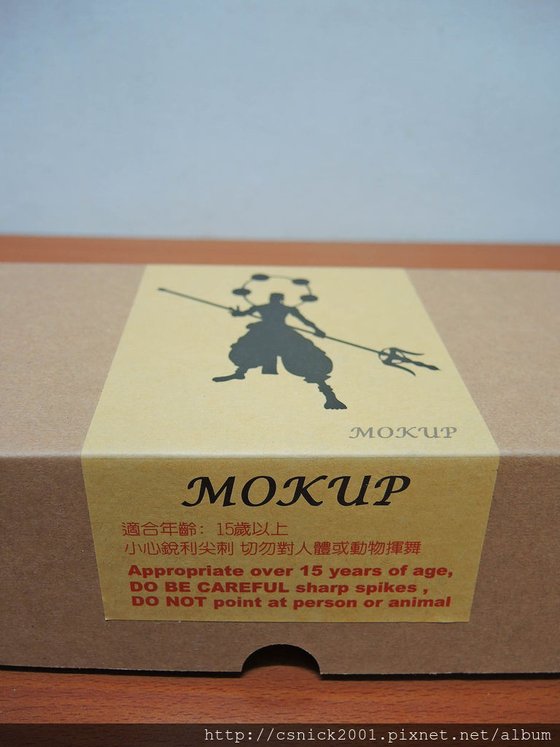 MOKUP
MOKUP
適合年齡: 15歲以上
小心銳利尖刺 切勿對人體或動物揮舞
Appropriate over 15 years of age,
DO BE CAREFUL sharp spikes ,
DO NOT point at person or animal
http://csnick2001.pixnet.net/album